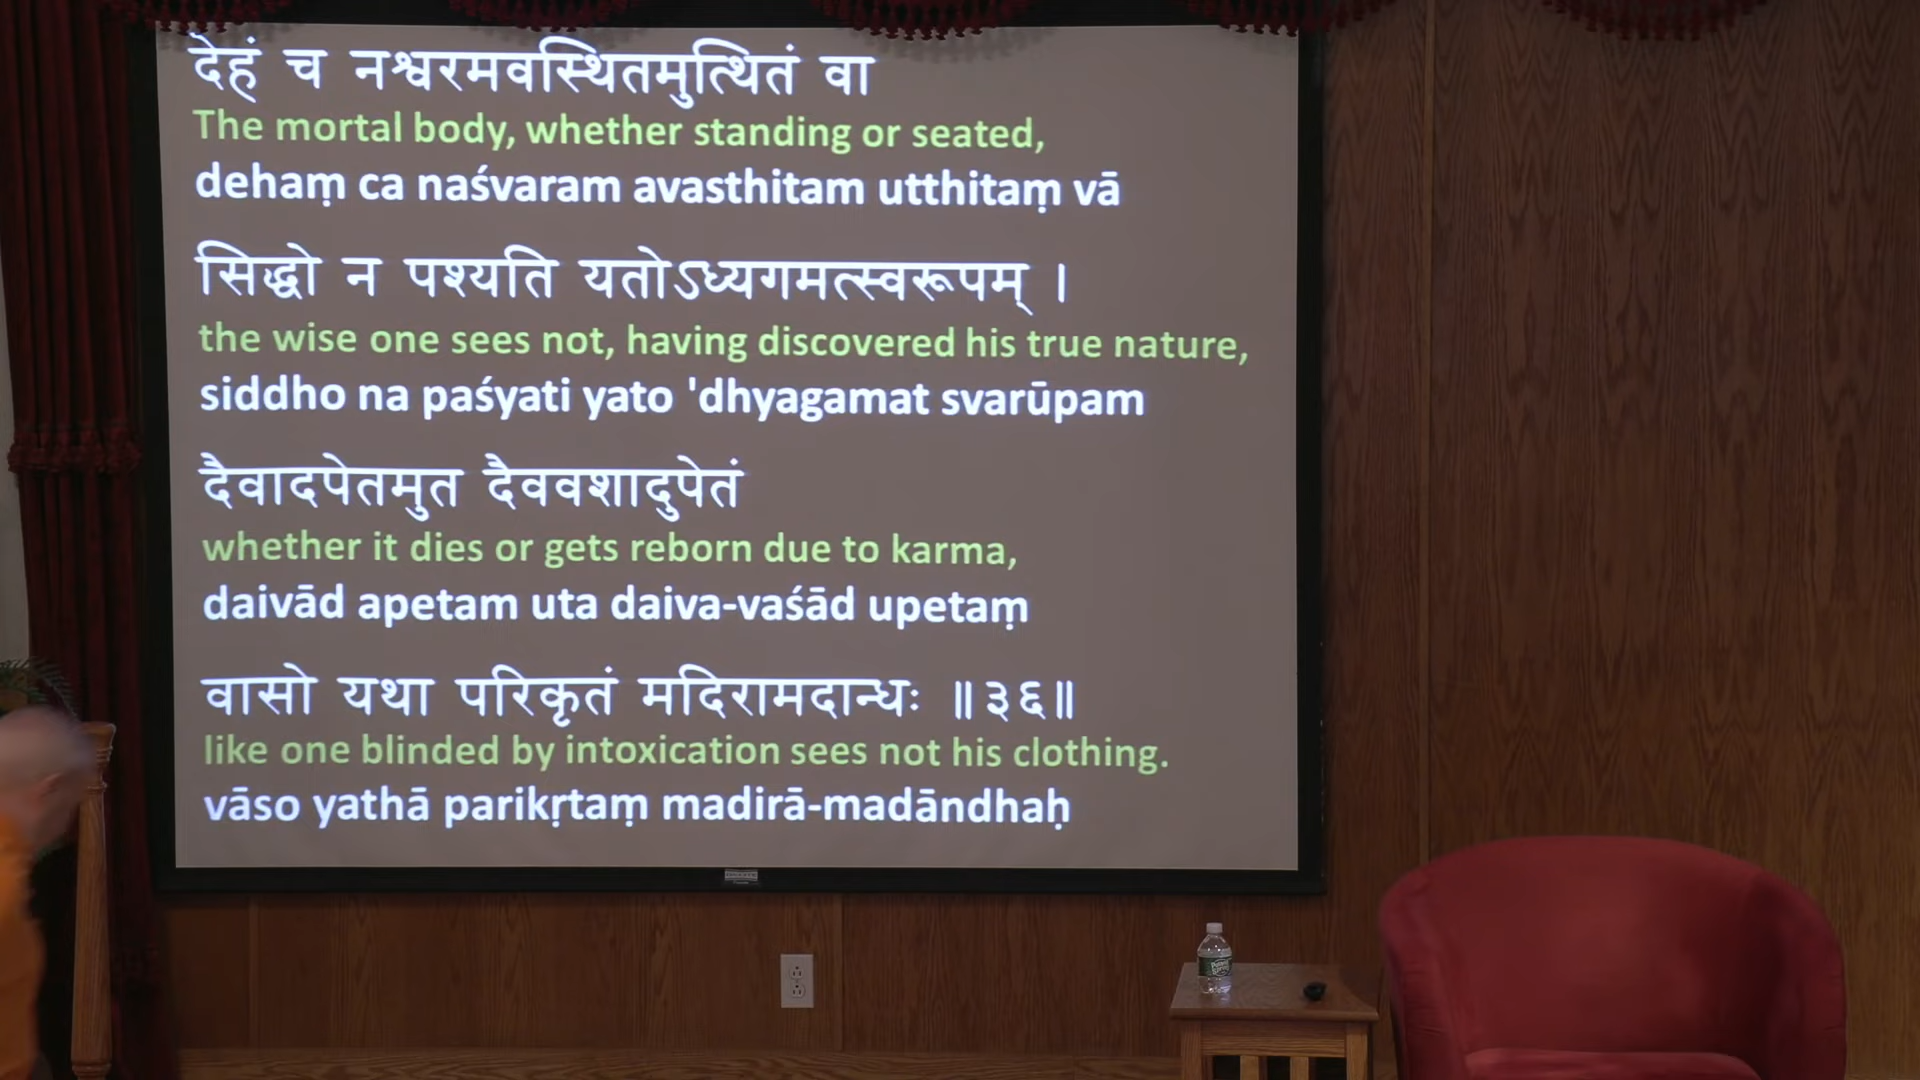 देहं च नश्वरमवस्थितमुत्थितं वा
The mortal body, whether standing or seated,
dehaṃ ca naśvaram avasthitam utthitaṃ vā
सिद्धो न पश्यति यतोऽध्यगमत्स्वरूपम् ।
the wise one sees not, having discovered his true nature,
siddho na paśyati yato 'dhyagamat svarūpam
दैवादपेतमुत दैववशादुपेतं
whether it dies or gets reborn due to karma,
daivād apetam uta daiva-vaśād upetaṃ
वासो यथा परिकृतं मदिरामदान्धः ॥३६॥
like one blinded by intoxication sees not his clothing.
vāso yathā parikṛtaṃ madirā-madāndhaḥ